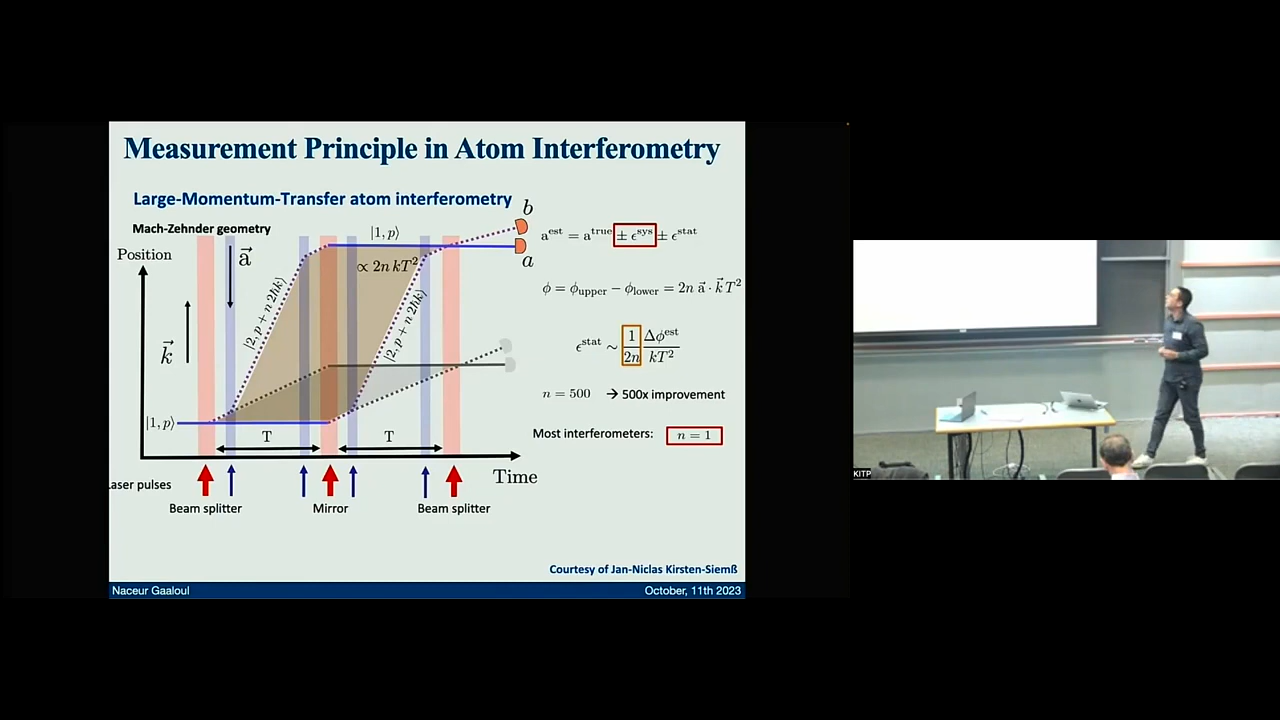 Measurement Principle in Atom Interferometry
Large-Momentum-Transfer atom interferometry
Mach-Zehnder geometry
Position
a⃗
k⃗
|1, p⟩
b
a
∝ 2n kT²
|2, p + n 2ħk⟩
|2, p + n 2ħk⟩
|1, p⟩
T
T
Time
aser pulses
Beam splitter
Mirror
Beam splitter
a^est = a^true ± ϵ^sys ± ϵ^stat
ϕ = ϕ_upper − ϕ_lower = 2n a⃗ · k⃗ T²
ϵ^stat ∼ 1/2n Δϕ^est/kT²
n = 500 → 500x improvement
Most interferometers: n = 1
Courtesy of Jan-Niclas Kirsten-Siemß
Naceur Gaaloul
October, 11th 2023
KITP